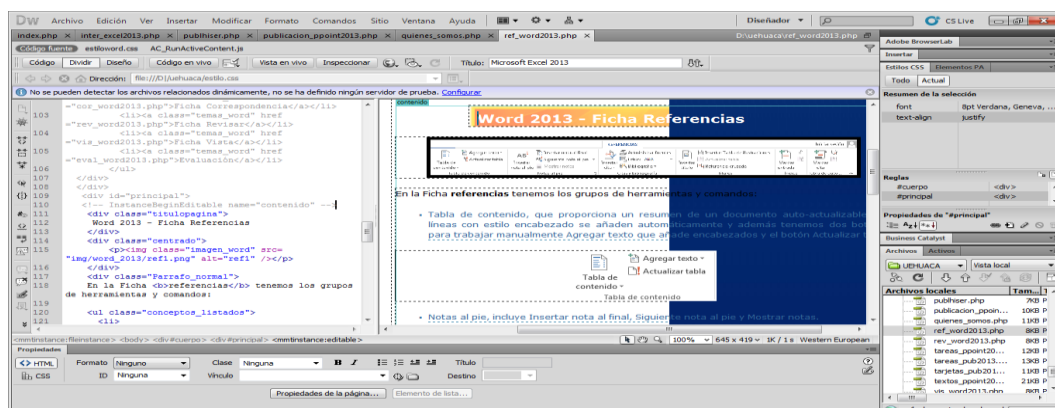 DW Archivo Edición Ver Insertar Modificar Formato Comandos Sitio Ventana Ayuda Diseñador CS Live
index.php × inter_excel2013.php × publhiser.php × publicacion_ppoint2013.php × quienes_somos.php × ref_word2013.php × D:\uehuaca\ref_word2013.php
Código fuente estiloword.css AC_RunActiveContent.js
Código Dividir Diseño Código en vivo Vista en vivo Inspeccionar Título: Microsoft Excel 2013
Dirección: file:///D|/uehuaca/estilo.css
No se pueden detectar los archivos relacionados dinámicamente, no se ha definido ningún servidor de prueba. Configurar
="cor_word2013.php">Ficha Correspondencia</a></li>
103 <li><a class="temas_word" href
="rev_word2013.php">Ficha Revisar</a></li>
104 <li><a class="temas_word" href
="vis_word2013.php">Ficha Vista</a></li>
105 <li><a class="temas_word" href
="eval_word2013.php">Evaluación</a></li>
106 </ul>
107 </div>
108 </div>
109 <div id="principal">
110 <!-- InstanceBeginEditable name="contenido" -->
111 <div class="titulopagina">
112 Word 2013 - Ficha Referencias
113 </div>
114 <div class="centrado">
115 <p><img class="imagen_word" src=
"img/word_2013/ref1.png" alt="ref1" /></p>
116 </div>
117 <div class="Parrafo_normal">
118 En la Ficha <b>referencias</b> tenemos los grupos
de herramientas y comandos:
119
120 <ul class="conceptos_listados">
121 <li>
contenido
Word 2013 - Ficha Referencias
En la Ficha referencias tenemos los grupos de herramientas y comandos:
Tabla de contenido, que proporciona un resumen de un documento auto-actualizable
líneas con estilo encabezado se añaden automáticamente y además tenemos dos bot
para trabajar manualmente Agregar texto que añade encabezados y el botón Actualizar t
Tabla de
contenido
Agregar texto
Actualizar tabla
Tabla de contenido
Notas al pie, incluye Insertar nota al final, Siguiente nota al pie y Mostrar notas.
<mmtinstance:fileinstance> <body> <div#cuerpo> <div#principal> <mmtinstance:editable> 100% 645 x 419 1K / 1 s Western European
Propiedades
HTML Formato Ninguno Clase Ninguna B I Título
CSS ID Ninguna Vínculo Destino
Propiedades de la página... Elemento de lista...
Adobe BrowserLab
Insertar
Estilos CSS Elementos PA
Todo Actual
Resumen de la selección
font 8pt Verdana, Geneva, ...
text-align justify
Reglas
#cuerpo <div>
#principal <div>
Propiedades de "#principal"
Business Catalyst
Archivos Activos
UEHUACA Vista local
Archivos locales Tam...
publhiser.php 7KB P
publicacion_ppoin... 10KB P
quienes_somos.php 11KB P
ref_word2013.php 8KB P
rev_word2013.php 8KB P
tareas_ppoint20... 12KB P
tareas_pub2013.... 13KB P
tarjetas_pub201... 11KB P
textos_ppoint20... 21KB P
vis_word2013.php 8KB P